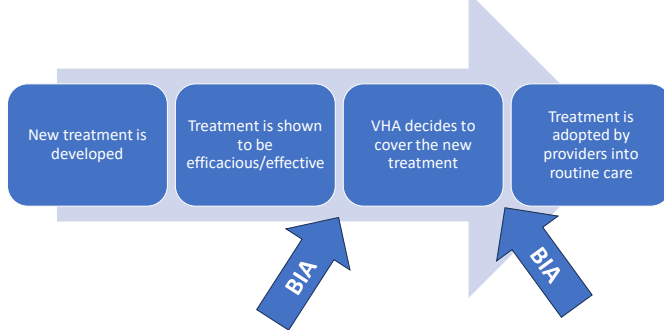 New treatment is
developed
Treatment is shown
to be
efficacious/effective
VHA decides to
cover the new
treatment
Treatment is
adopted by
providers into
routine care
BIA
BIA